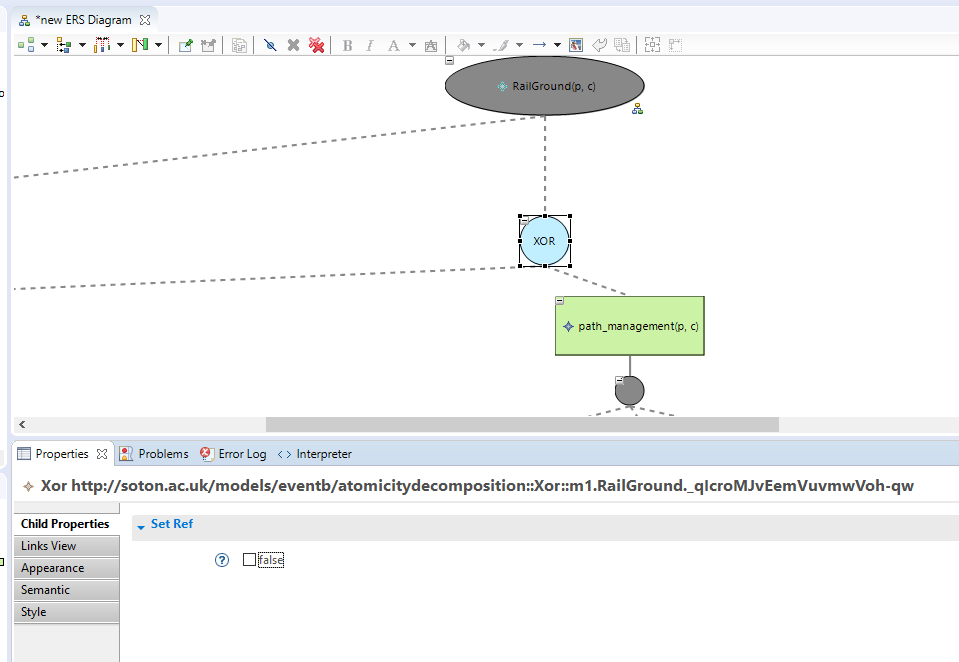 *new ERS Diagram
B I A A
RailGround(p, c)
XOR
path_management(p, c)
Properties Problems Error Log Interpreter
Xor http://soton.ac.uk/models/eventb/atomicitydecomposition::Xor::m1.RailGround._qIcroMJvEemVuvmwVoh-qw
Child Properties
Set Ref
Links View
? false
Appearance
Semantic
Style